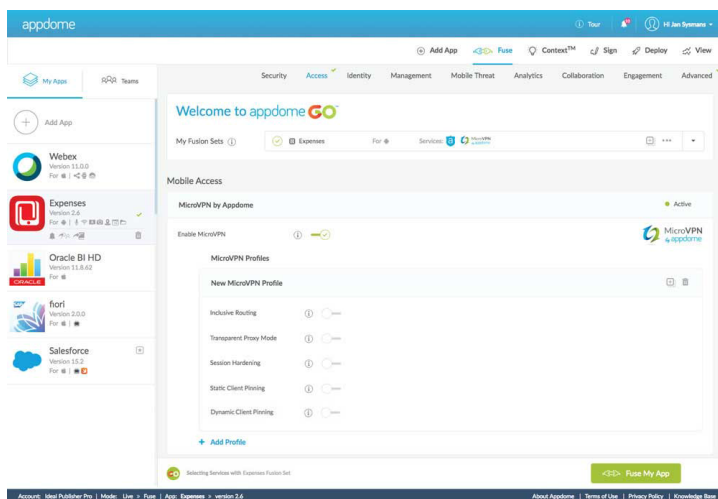 appdome
Tour
Hi Jan Sysmans
Add App
Fuse
Context™
Sign
Deploy
View
My Apps
Teams
Security
Access
Identity
Management
Mobile Threat
Analytics
Collaboration
Engagement
Advanced
Add App
Welcome to appdome GO
My Fusion Sets
Expenses
For
Services:
MicroVPN
Webex
Version 11.0.0
For
Mobile Access
Expenses
Version 2.6
For
MicroVPN by Appdome
Active
Enable MicroVPN
MicroVPN
by appdome
Oracle BI HD
Version 11.8.62
For
ORACLE
MicroVPN Profiles
New MicroVPN Profile
SAP
fiori
Version 2.0.0
For
Inclusive Routing
Transparent Proxy Mode
Salesforce
Version 15.2
For
Session Hardening
Static Client Pinning
Dynamic Client Pinning
+ Add Profile
Selecting Services with Expenses Fusion Set
Fuse My App
Account: Ideal Publisher Pro | Mode: Live > Fuse | App: Expenses > version 2.6
About Appdome | Terms of Use | Privacy Policy | Knowledge Base